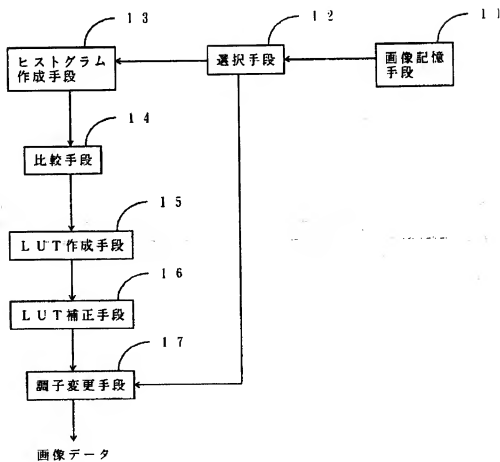 13
12
11
ヒストグラム
作成手段
選択手段
画像記憶
手段
14
比較手段
15
LUT作成手段
16
LUT補正手段
17
調子変更手段
画像データ